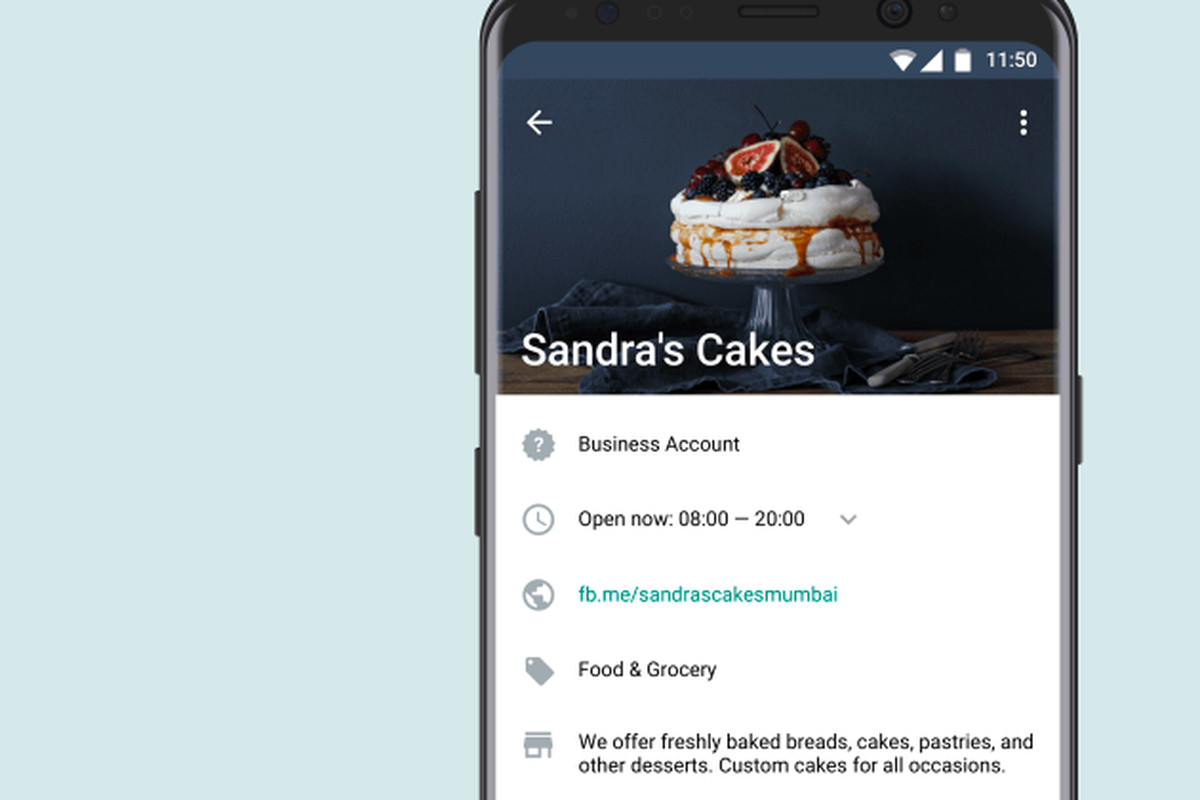 11:50
Sandra's Cakes
Business Account
Open now: 08:00 — 20:00
fb.me/sandrascakesmumbai
Food & Grocery
We offer freshly baked breads, cakes, pastries, and
other desserts. Custom cakes for all occasions.